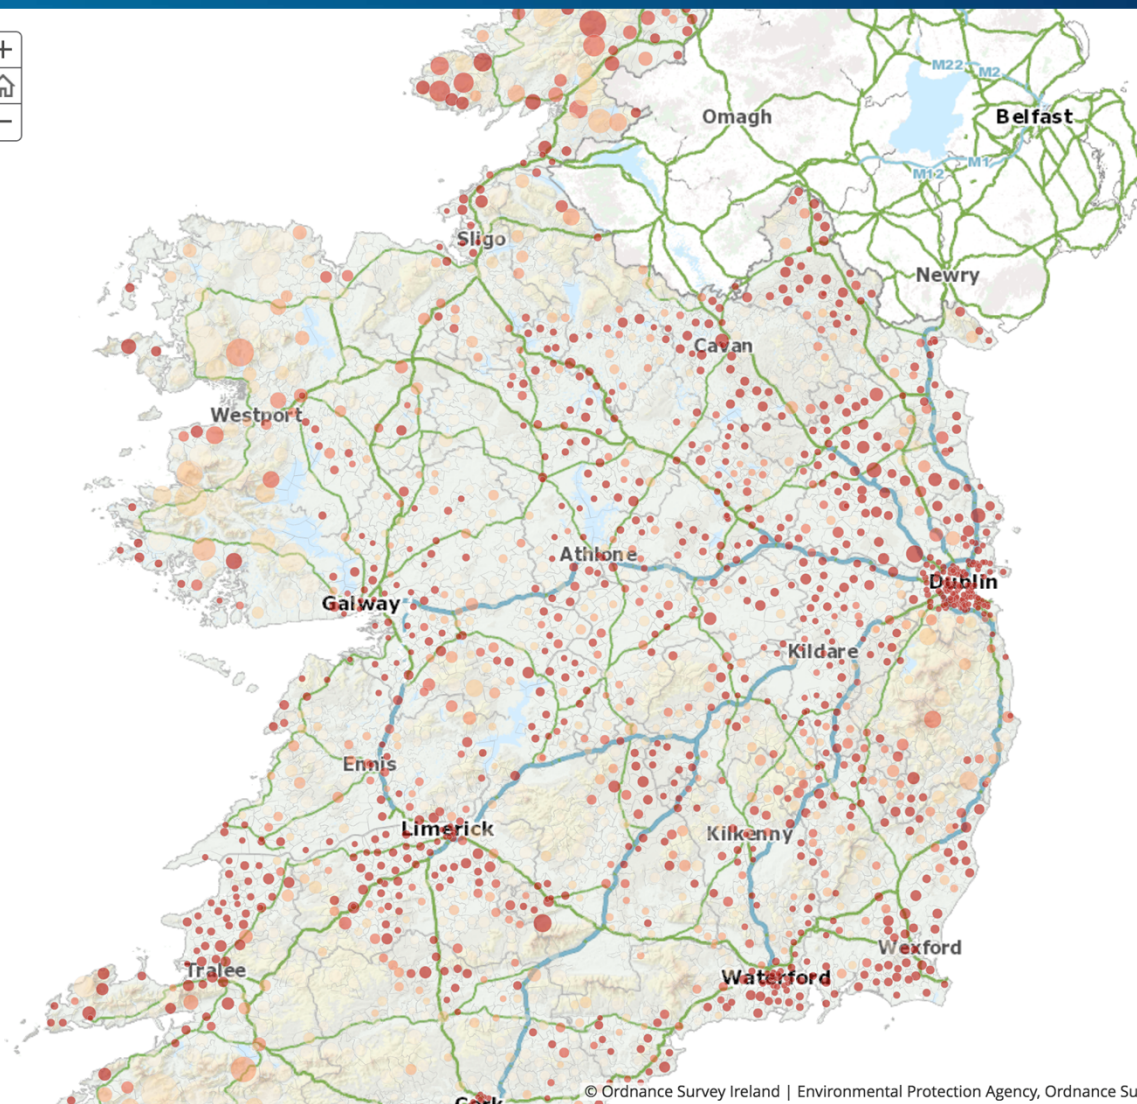 +
−
M22
M2
Omagh
Belfast
M1
M12
Sligo
Newry
Cavan
Westport
Athlone
Dublin
Galway
Kildare
Ennis
Limerick
Kilkenny
Wexford
Tralee
Waterford
Cork
© Ordnance Survey Ireland | Environmental Protection Agency, Ordnance Su